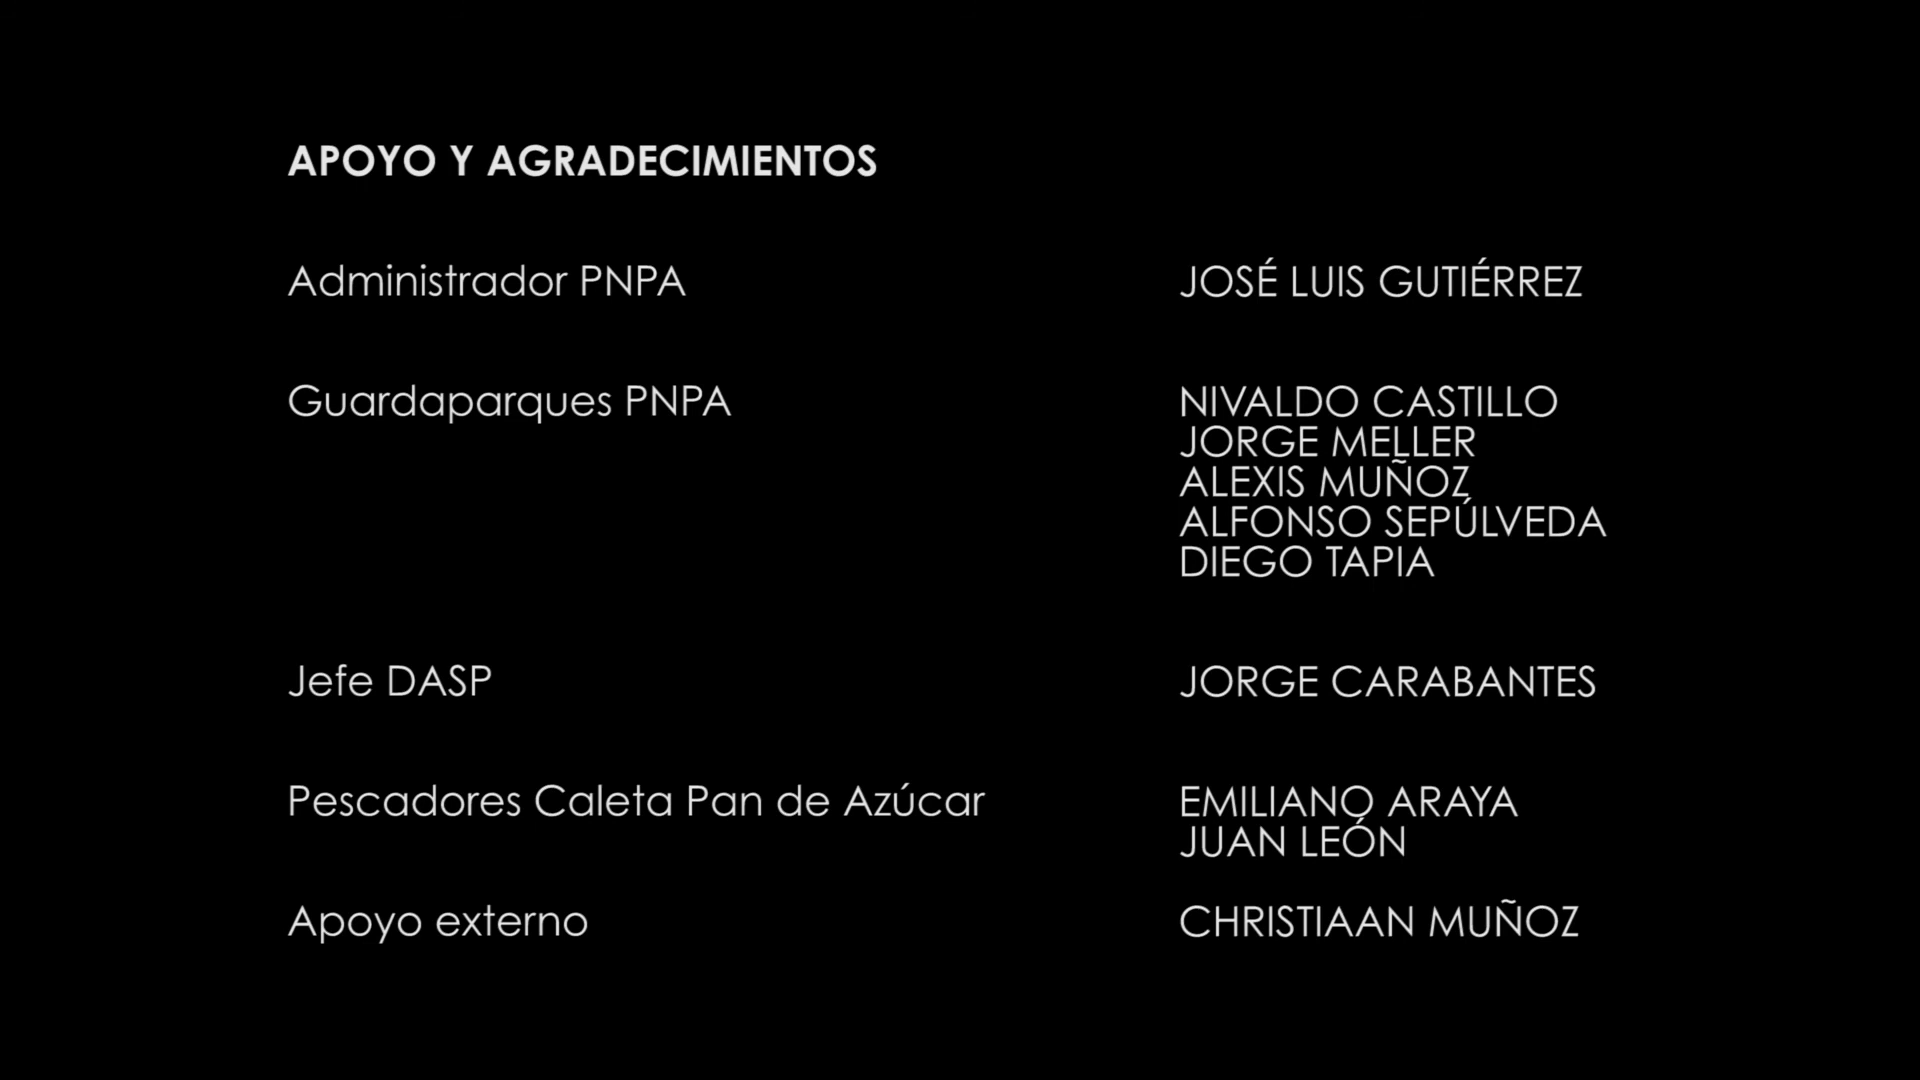 APOYO Y AGRADECIMIENTOS
Administrador PNPA JOSÉ LUIS GUTIÉRREZ
Guardaparques PNPA NIVALDO CASTILLO
JORGE MELLER
ALEXIS MUÑOZ
ALFONSO SEPÚLVEDA
DIEGO TAPIA
Jefe DASP JORGE CARABANTES
Pescadores Caleta Pan de Azúcar EMILIANO ARAYA
JUAN LEÓN
Apoyo externo CHRISTIAAN MUÑOZ